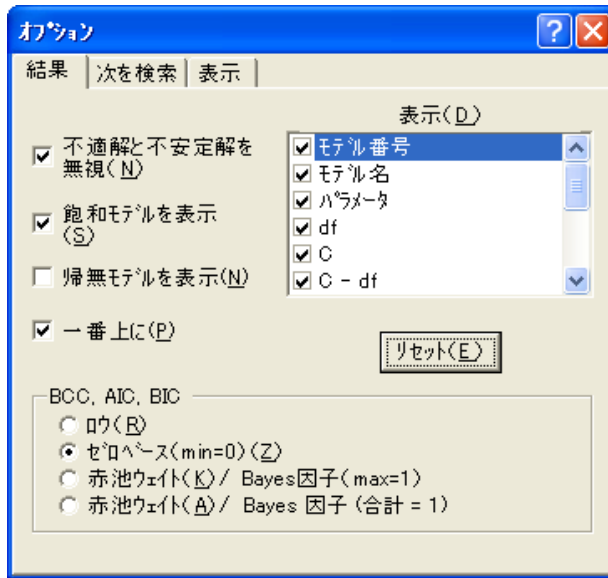 ｵﾌﾟｼｮﾝ
結果
次を検索
表示
表示(D)
不適解と不安定解を
無視(N)
飽和ﾓﾃﾞﾙを表示
(S)
帰無ﾓﾃﾞﾙを表示(N)
一番上に(P)
ﾓﾃﾞﾙ番号
ﾓﾃﾞﾙ名
ﾊﾟﾗﾒｰﾀ
df
C
C - df
ﾘｾｯﾄ(E)
BCC, AIC, BIC
ﾛｳ(R)
ｾﾞﾛﾍﾞｰｽ(min=0)(Z)
赤池ｳｪｲﾄ(K)/ Bayes因子(max=1)
赤池ｳｪｲﾄ(A)/ Bayes 因子 (合計 = 1)